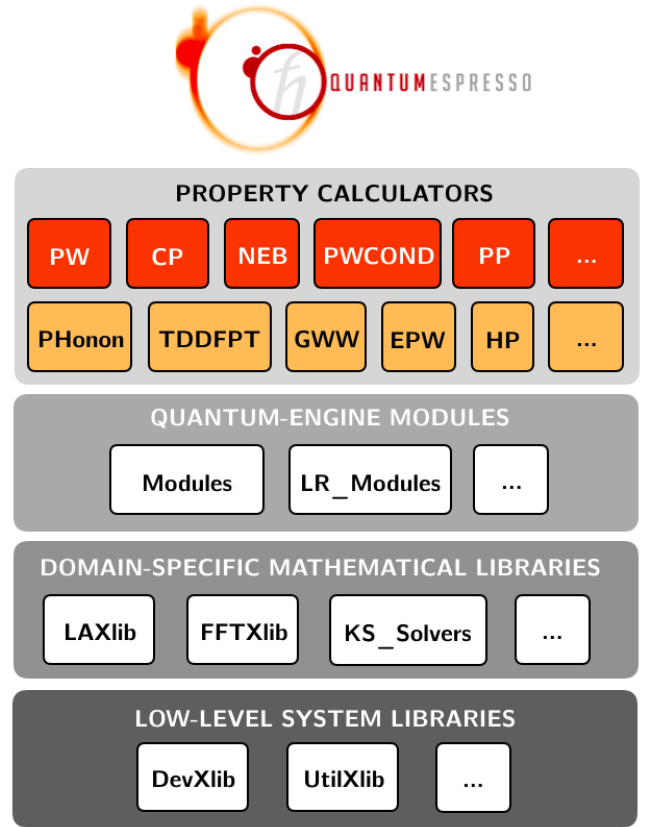 ħ QUANTUMESPRESSO
PROPERTY CALCULATORS
PW CP NEB PWCOND PP ...
PHonon TDDFPT GWW EPW HP ...
QUANTUM-ENGINE MODULES
Modules LR_Modules ...
DOMAIN-SPECIFIC MATHEMATICAL LIBRARIES
LAXlib FFTXlib KS_Solvers ...
LOW-LEVEL SYSTEM LIBRARIES
DevXlib UtilXlib ...